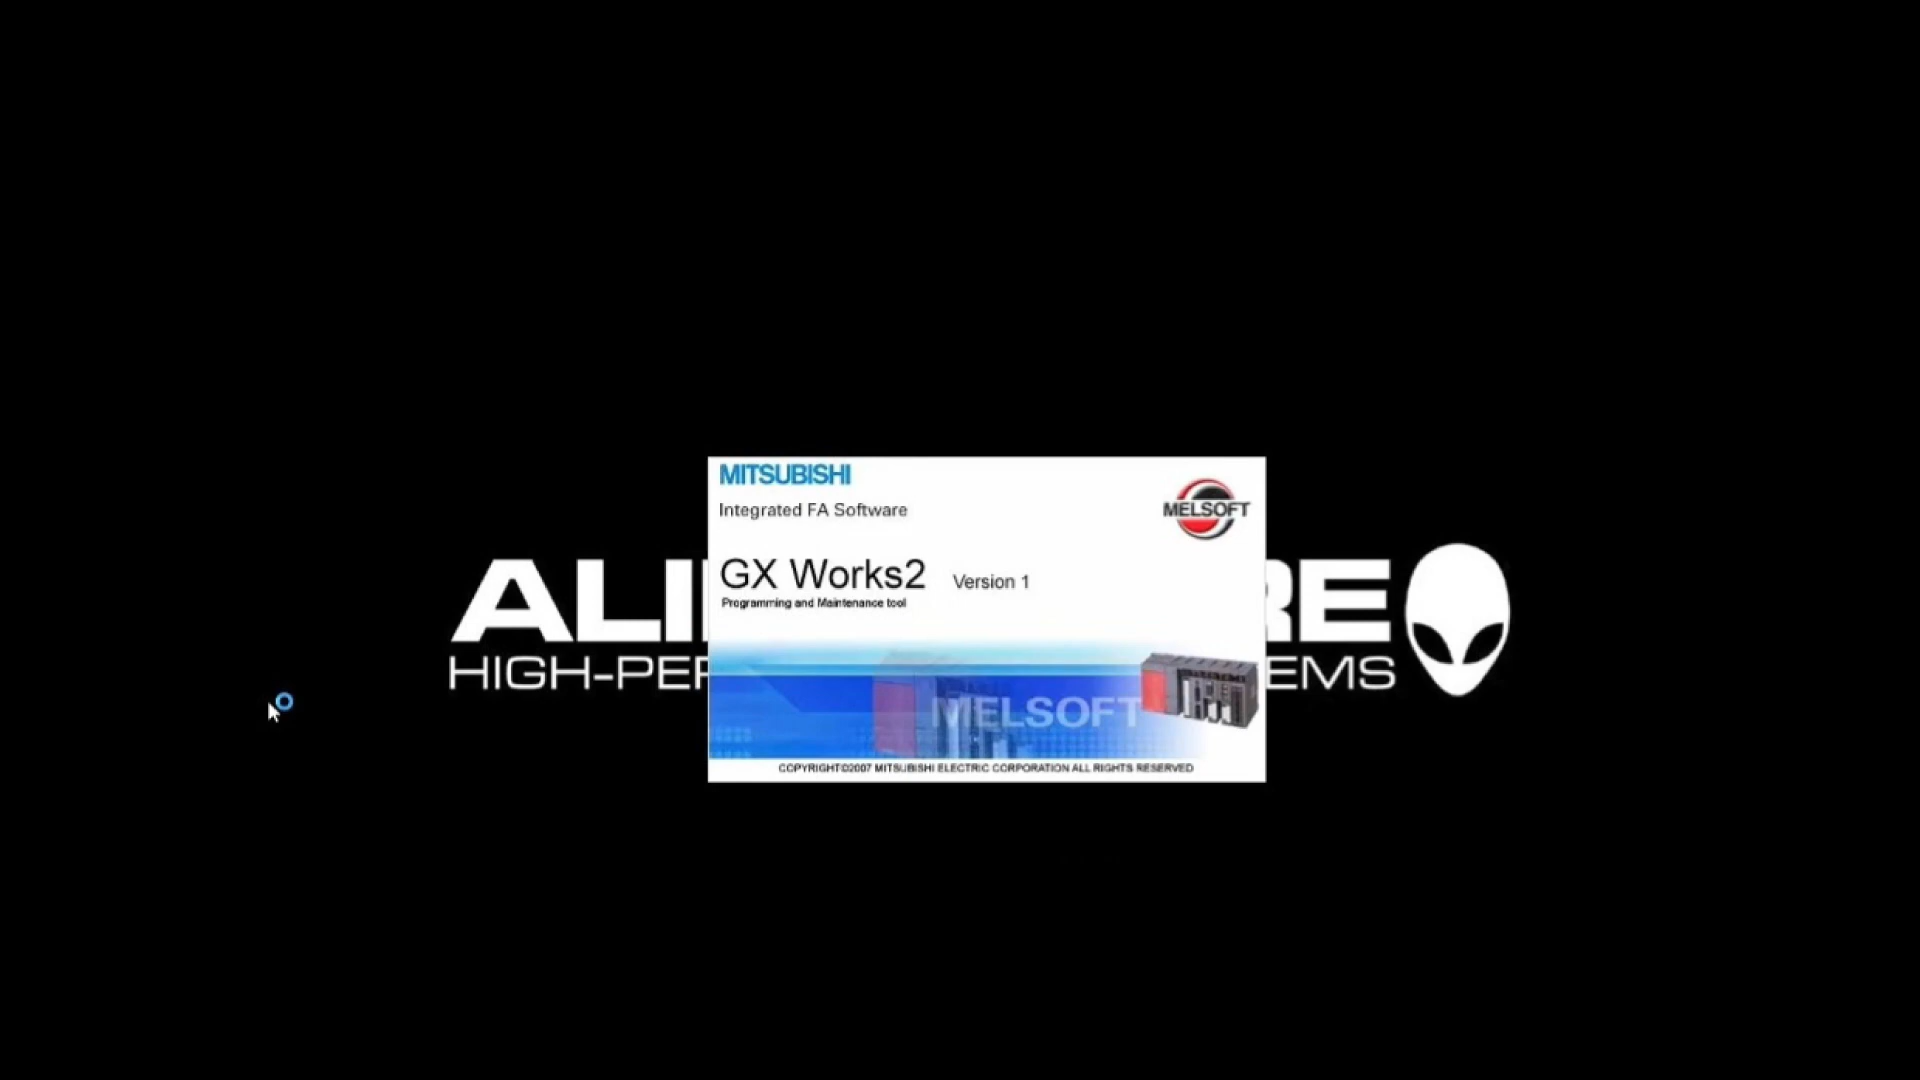 MITSUBISHI
Integrated FA Software
MELSOFT
GX Works2 Version 1
Programming and Maintenance tool
ALI RE
HIGH-PER EMS
MELSOFT
COPYRIGHT©2007 MITSUBISHI ELECTRIC CORPORATION ALL RIGHTS RESERVED